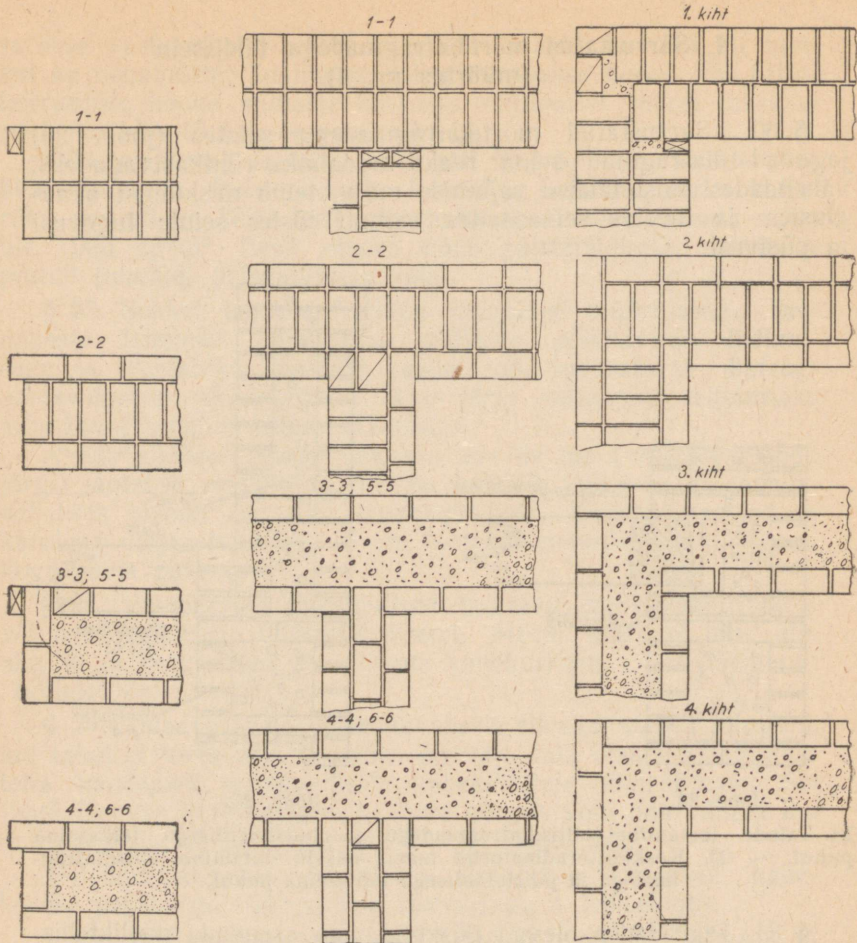 1-1
2-2
3-3; 5-5
4-4, 6-6
1-1
2-2
3-3; 5-5
4-4; 6-6
1. kiht
2. kiht
3. kiht
4. kiht